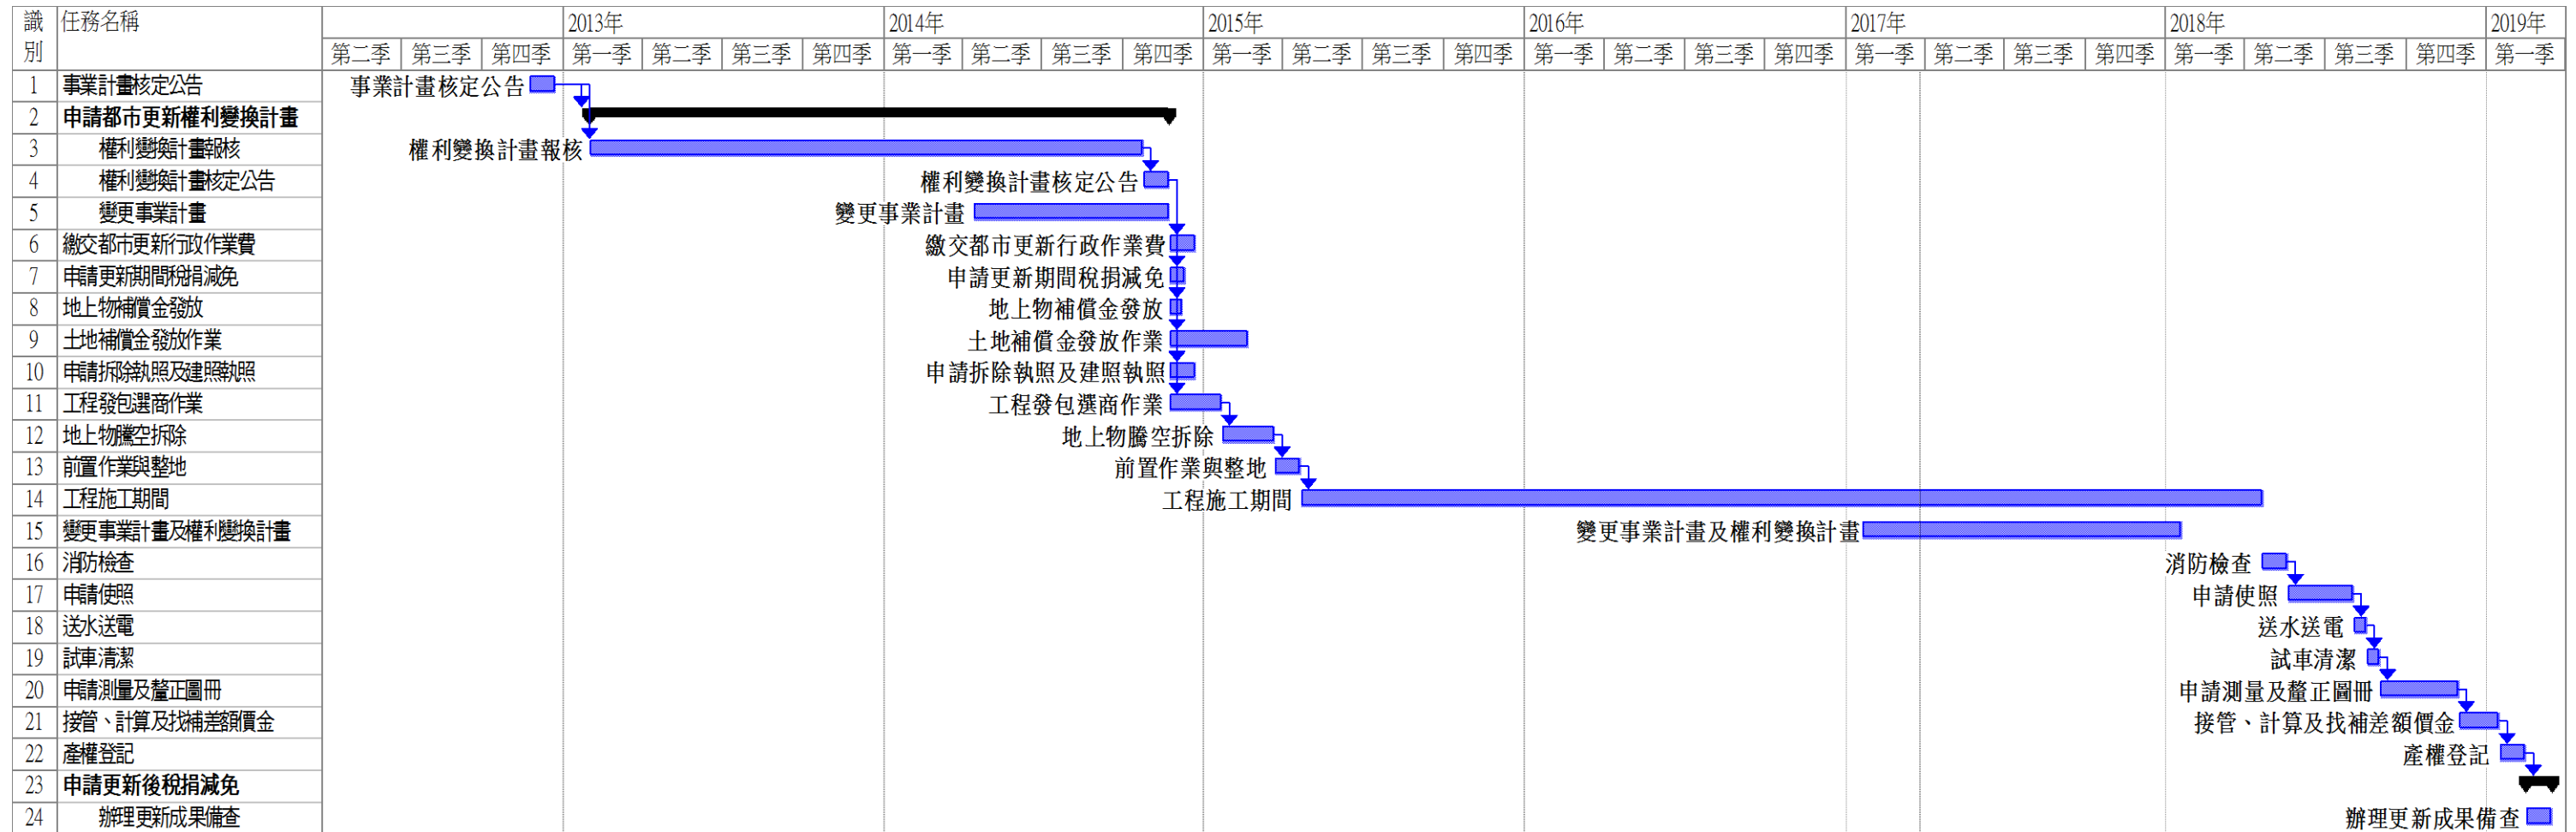 識別 任務名稱
2013年 2014年 2015年 2016年 2017年 2018年 2019年
第二季 第三季 第四季 第一季 第二季 第三季 第四季 第一季 第二季 第三季 第四季 第一季 第二季 第三季 第四季 第一季 第二季 第三季 第四季 第一季 第二季 第三季 第四季 第一季 第二季 第三季 第四季 第一季
1 事業計畫核定公告 事業計畫核定公告
2 申請都市更新權利變換計畫
3 權利變換計畫報核 權利變換計畫報核
4 權利變換計畫核定公告 權利變換計畫核定公告
5 變更事業計畫 變更事業計畫
6 繳交都市更新行政作業費 繳交都市更新行政作業費
7 申請更新期間稅捐減免 申請更新期間稅捐減免
8 地上物補償金發放 地上物補償金發放
9 土地補償金發放作業 土地補償金發放作業
10 申請拆除執照及建照執照 申請拆除執照及建照執照
11 工程發包選商作業 工程發包選商作業
12 地上物騰空拆除 地上物騰空拆除
13 前置作業與整地 前置作業與整地
14 工程施工期間 工程施工期間
15 變更事業計畫及權利變換計畫 變更事業計畫及權利變換計畫
16 消防檢查 消防檢查
17 申請使照 申請使照
18 送水送電 送水送電
19 試車清潔 試車清潔
20 申請測量及釐正圖冊 申請測量及釐正圖冊
21 接管、計算及找補差額價金 接管、計算及找補差額價金
22 產權登記 產權登記
23 申請更新後稅捐減免
24 辦理更新成果備查 辦理更新成果備查